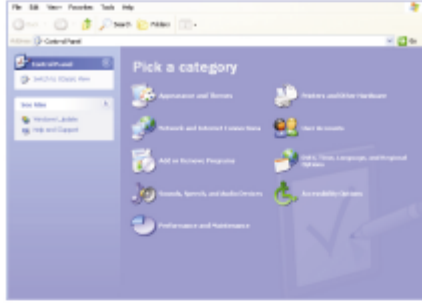 File Edit View Favorites Tools Help
Back Search Folders
Address Control Panel Go
Control Panel
Switch to Classic View
Pick a category
Appearance and Themes
Printers and Other Hardware
See Also
Windows Update
Help and Support
Network and Internet Connections
User Accounts
Add or Remove Programs
Date, Time, Language, and Regional
Options
Sounds, Speech, and Audio Devices
Accessibility Options
Performance and Maintenance